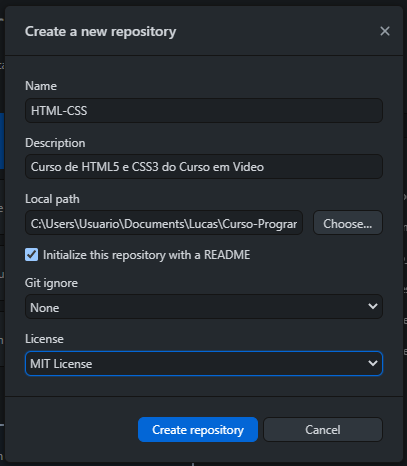 Create a new repository
Name
HTML-CSS
Description
Curso de HTML5 e CSS3 do Curso em Video
Local path
C:\Users\Usuario\Documents\Lucas\Curso-Prograr
Choose...
Initialize this repository with a README
Git ignore
None
License
MIT License
Create repository
Cancel